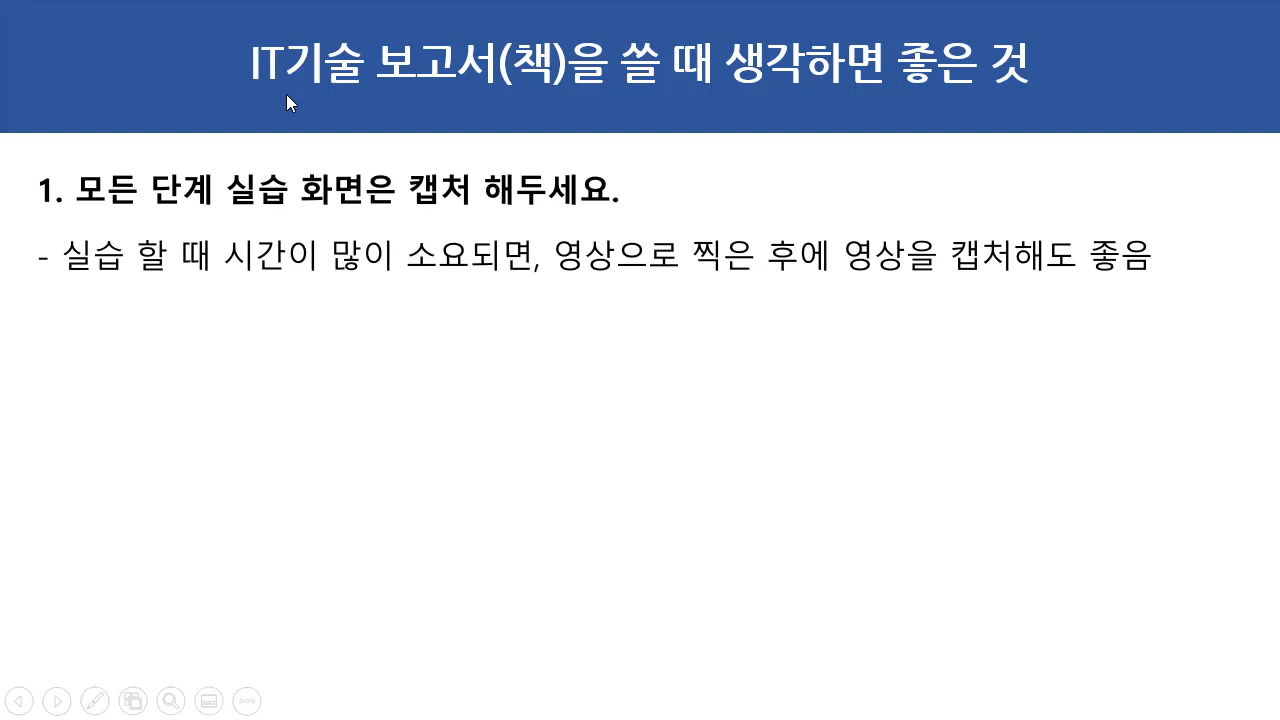 IT기술 보고서(책)을 쓸 때 생각하면 좋은 것
1. 모든 단계 실습 화면은 캡처 해두세요.
- 실습 할 때 시간이 많이 소요되면, 영상으로 찍은 후에 영상을 캡처해도 좋음